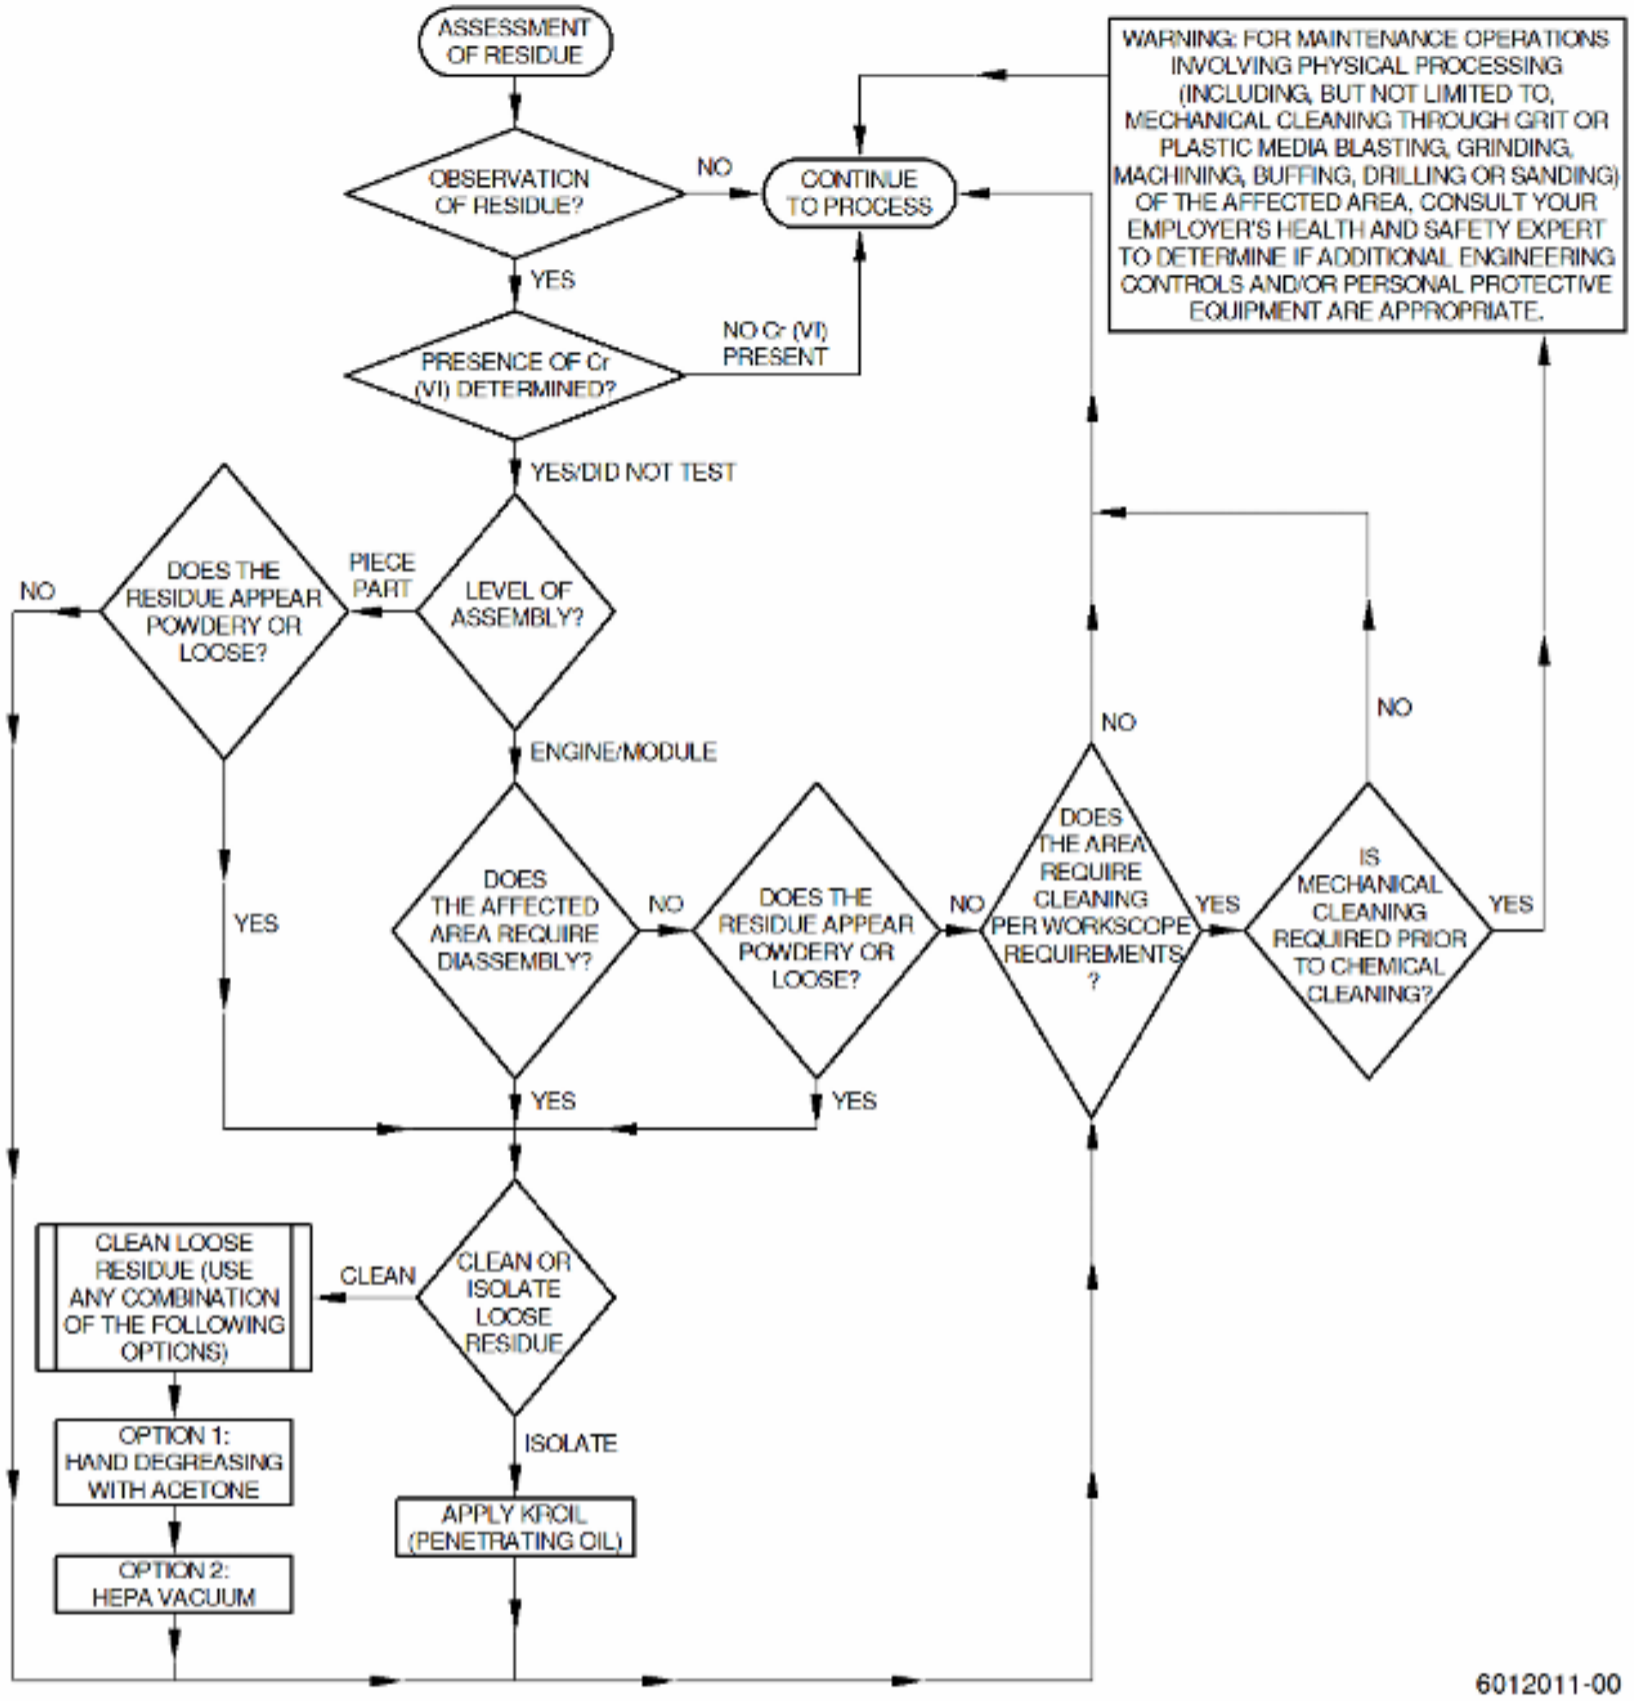 ASSESSMENT
OF RESIDUE
WARNING: FOR MAINTENANCE OPERATIONS
INVOLVING PHYSICAL PROCESSING
(INCLUDING, BUT NOT LIMITED TO,
MECHANICAL CLEANING THROUGH GRIT OR
PLASTIC MEDIA BLASTING, GRINDING,
MACHINING, BUFFING, DRILLING OR SANDING)
OF THE AFFECTED AREA, CONSULT YOUR
EMPLOYER'S HEALTH AND SAFETY EXPERT
TO DETERMINE IF ADDITIONAL ENGINEERING
CONTROLS AND/OR PERSONAL PROTECTIVE
EQUIPMENT ARE APPROPRIATE.
OBSERVATION
OF RESIDUE?
NO
CONTINUE
TO PROCESS
YES
PRESENCE OF Cr
(VI) DETERMINED?
NO Cr (VI)
PRESENT
YES/DID NOT TEST
LEVEL OF
ASSEMBLY?
PIECE
PART
DOES THE
RESIDUE APPEAR
POWDERY OR
LOOSE?
NO
YES
ENGINE/MODULE
DOES
THE AFFECTED
AREA REQUIRE
DIASSEMBLY?
NO
DOES THE
RESIDUE APPEAR
POWDERY OR
LOOSE?
NO
DOES
THE AREA
REQUIRE
CLEANING
PER WORKSCOPE
REQUIREMENTS
?
NO
YES
IS
MECHANICAL
CLEANING
REQUIRED PRIOR
TO CHEMICAL
CLEANING?
NO
YES
YES
YES
CLEAN OR
ISOLATE
LOOSE
RESIDUE
CLEAN
CLEAN LOOSE
RESIDUE (USE
ANY COMBINATION
OF THE FOLLOWING
OPTIONS)
OPTION 1:
HAND DEGREASING
WITH ACETONE
OPTION 2:
HEPA VACUUM
ISOLATE
APPLY KROIL
(PENETRATING OIL)
6012011-00